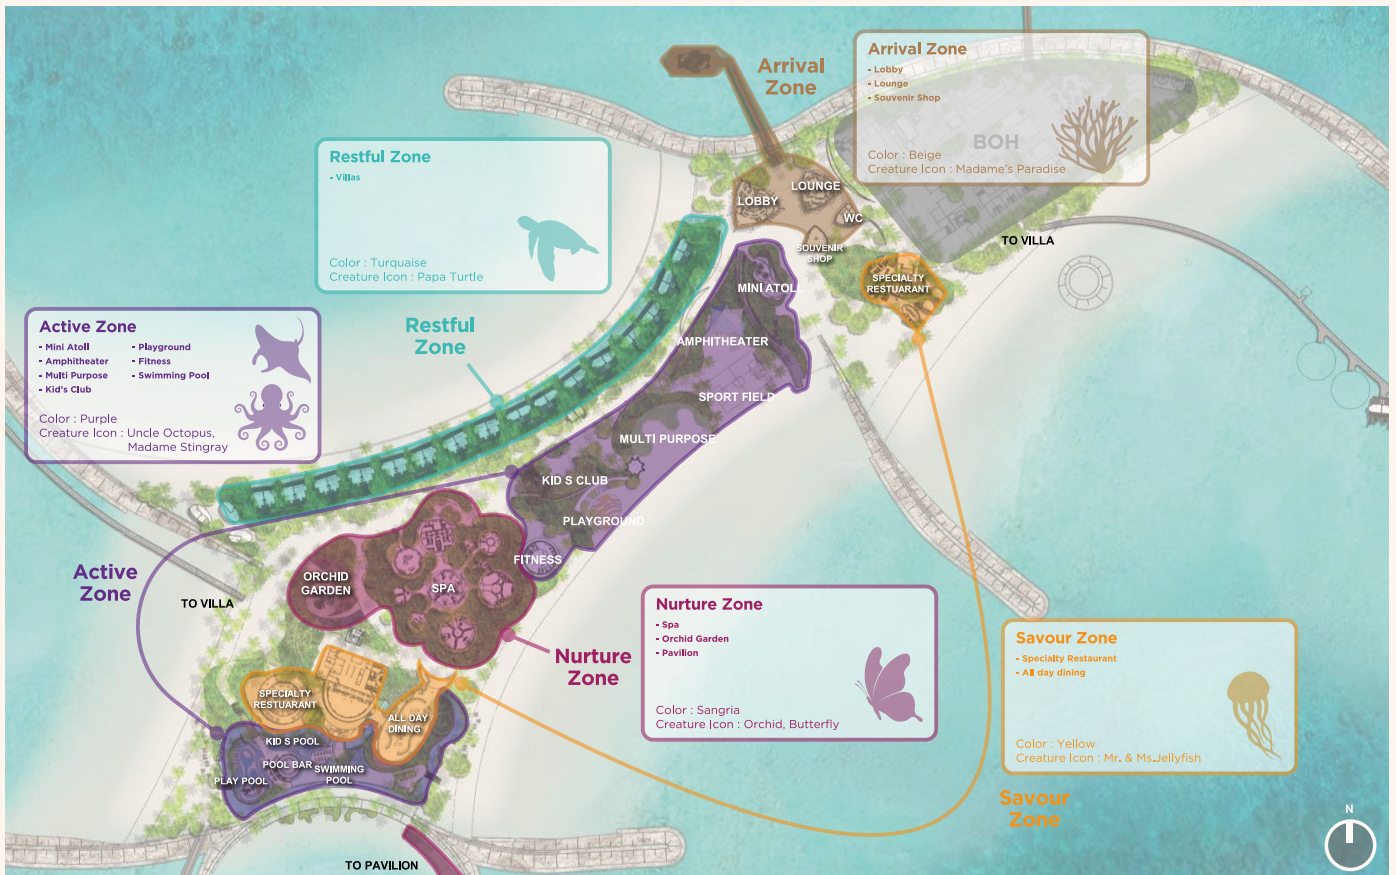 Arrival
Zone
Arrival Zone
- Lobby
- Lounge
- Souvenir Shop
BOH
Color : Beige
Creature Icon : Madame's Paradise
Restful Zone
- Villas
Color : Turquaise
Creature Icon : Papa Turtle
LOUNGE
LOBBY
WC
SOUVENIR
SHOP
TO VILLA
SPECIALTY
RESTUARANT
MINI ATOLL
Active Zone
- Mini Atoll
- Amphitheater
- Multi Purpose
- Kid's Club
- Playground
- Fitness
- Swimming Pool
Color : Purple
Creature Icon : Uncle Octopus,
Madame Stingray
Restful
Zone
AMPHITHEATER
SPORT FIELD
MULTI PURPOSE
KID S CLUB
PLAYGROUND
FITNESS
Active
Zone
TO VILLA
ORCHID
GARDEN
SPA
Nurture
Zone
Nurture Zone
- Spa
- Orchid Garden
- Pavilion
Color : Sangria
Creature Icon : Orchid, Butterfly
Savour Zone
- Specialty Restaurant
- All day dining
Color : Yellow
Creature Icon : Mr. & Ms.Jellyfish
Savour
Zone
SPECIALTY
RESTUARANT
ALL DAY
DINING
KID S POOL
POOL BAR
SWIMMING
POOL
PLAY POOL
TO PAVILION
N